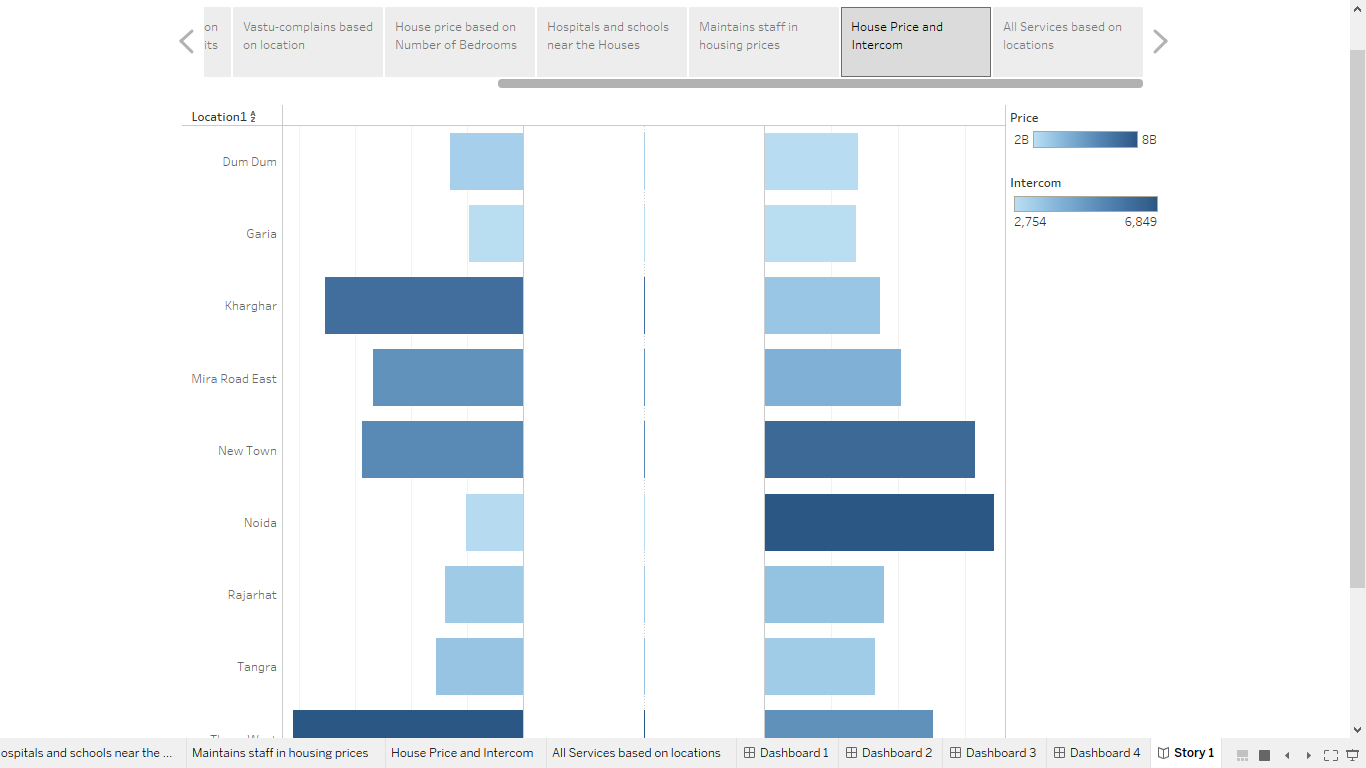 on
its
Vastu-complains based
on location
House price based on
Number of Bedrooms
Hospitals and schools
near the Houses
Maintains staff in
housing prices
House Price and
Intercom
All Services based on
locations
Location1
Price
2B 8B
Intercom
2,754 6,849
Dum Dum
Garia
Kharghar
Mira Road East
New Town
Noida
Rajarhat
Tangra
ospitals and schools near the ... Maintains staff in housing prices House Price and Intercom All Services based on locations Dashboard 1 Dashboard 2 Dashboard 3 Dashboard 4 Story 1